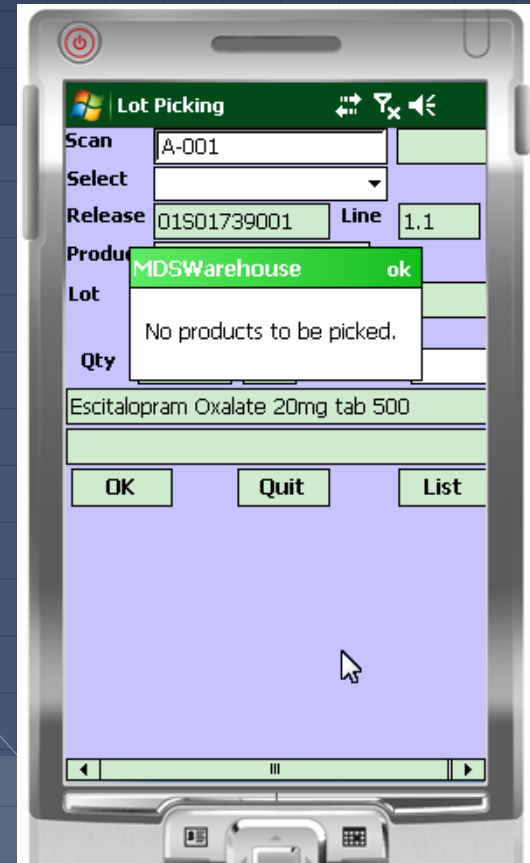 Lot Picking
Scan A-001
Select
Release 01S01739001 Line 1.1
Produ
MDSWarehouse ok
Lot
No products to be picked.
Qty
Escitalopram Oxalate 20mg tab 500
OK Quit List